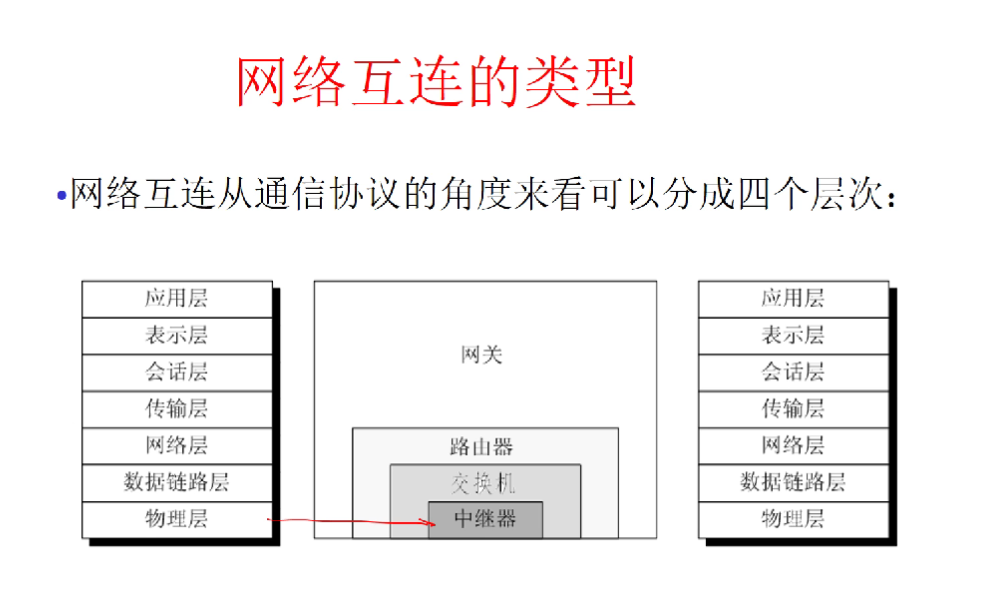 网络互连的类型
•网络互连从通信协议的角度来看可以分成四个层次：
应用层
表示层
会话层
传输层
网络层
数据链路层
物理层
网关
路由器
交换机
中继器
应用层
表示层
会话层
传输层
网络层
数据链路层
物理层